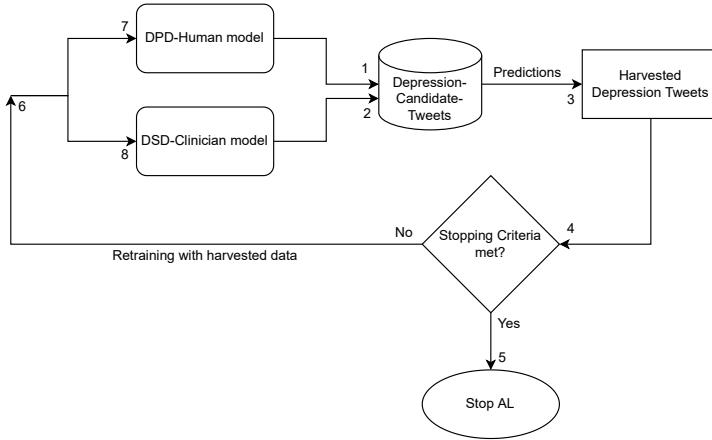 7
DPD-Human model
1
6
8
DSD-Clinician model
2
Depression-
Candidate-
Tweets
Predictions
3
Harvested
Depression Tweets
4
Stopping Criteria
met?
No
Retraining with harvested data
Yes
5
Stop AL